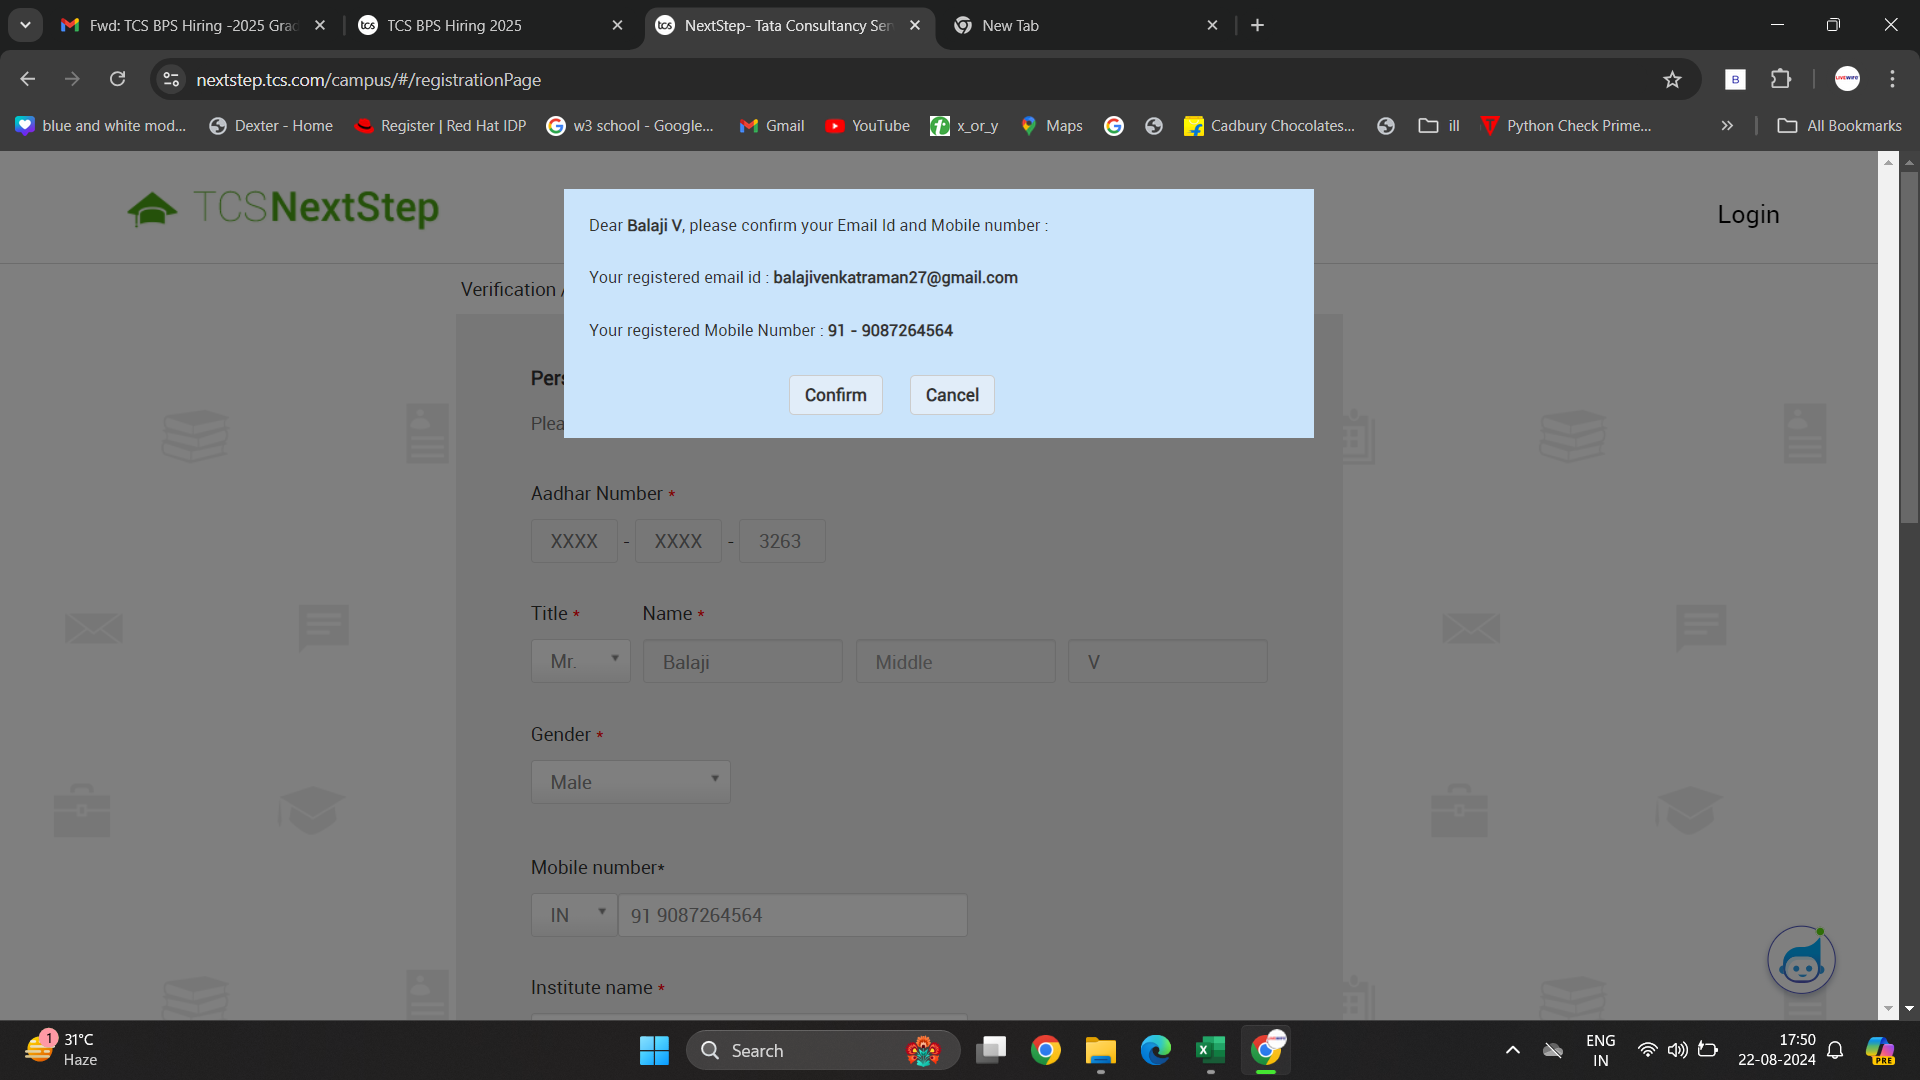 Fwd: TCS BPS Hiring -2025 Grad
TCS BPS Hiring 2025
NextStep- Tata Consultancy Ser
New Tab
nextstep.tcs.com/campus/#/registrationPage
blue and white mod...
Dexter - Home
Register | Red Hat IDP
w3 school - Google...
Gmail
YouTube
x_or_y
Maps
Cadbury Chocolates...
ill
Python Check Prime...
All Bookmarks
TCSNextStep
Login
Dear Balaji V, please confirm your Email Id and Mobile number :
Your registered email id : balajivenkatraman27@gmail.com
Your registered Mobile Number : 91 - 9087264564
Confirm
Cancel
Verification
Pers
Plea
Aadhar Number *
XXXX - XXXX - 3263
Title *
Name *
Mr.
Balaji
Middle
V
Gender *
Male
Mobile number*
IN
91 9087264564
Institute name *
1
31°C
Haze
Search
ENG
IN
17:50
22-08-2024
PRE